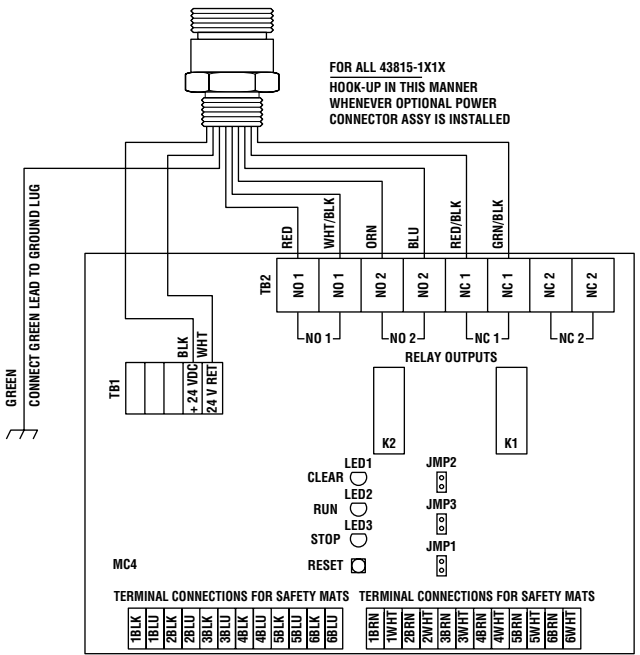 FOR ALL 43815-1X1X
HOOK-UP IN THIS MANNER
WHENEVER OPTIONAL POWER
CONNECTOR ASSY IS INSTALLED
GREEN
CONNECT GREEN LEAD TO GROUND LUG
RED
WHT/BLK
ORN
BLU
RED/BLK
GRN/BLK
TB2
NO 1
NO 1
NO 2
NO 2
NC 1
NC 1
NC 2
NC 2
NO 1
NO 2
NC 1
NC 2
RELAY OUTPUTS
BLK
WHT
TB1
+ 24 VDC
24 V RET
K2
K1
LED1
CLEAR
LED2
RUN
LED3
STOP
RESET
JMP2
JMP3
JMP1
MC4
TERMINAL CONNECTIONS FOR SAFETY MATS
1BLK
1BLU
2BLK
2BLU
3BLK
3BLU
4BLK
4BLU
5BLK
5BLU
6BLK
6BLU
TERMINAL CONNECTIONS FOR SAFETY MATS
1BRN
1WHT
2BRN
2WHT
3BRN
3WHT
4BRN
4WHT
5BRN
5WHT
6BRN
6WHT